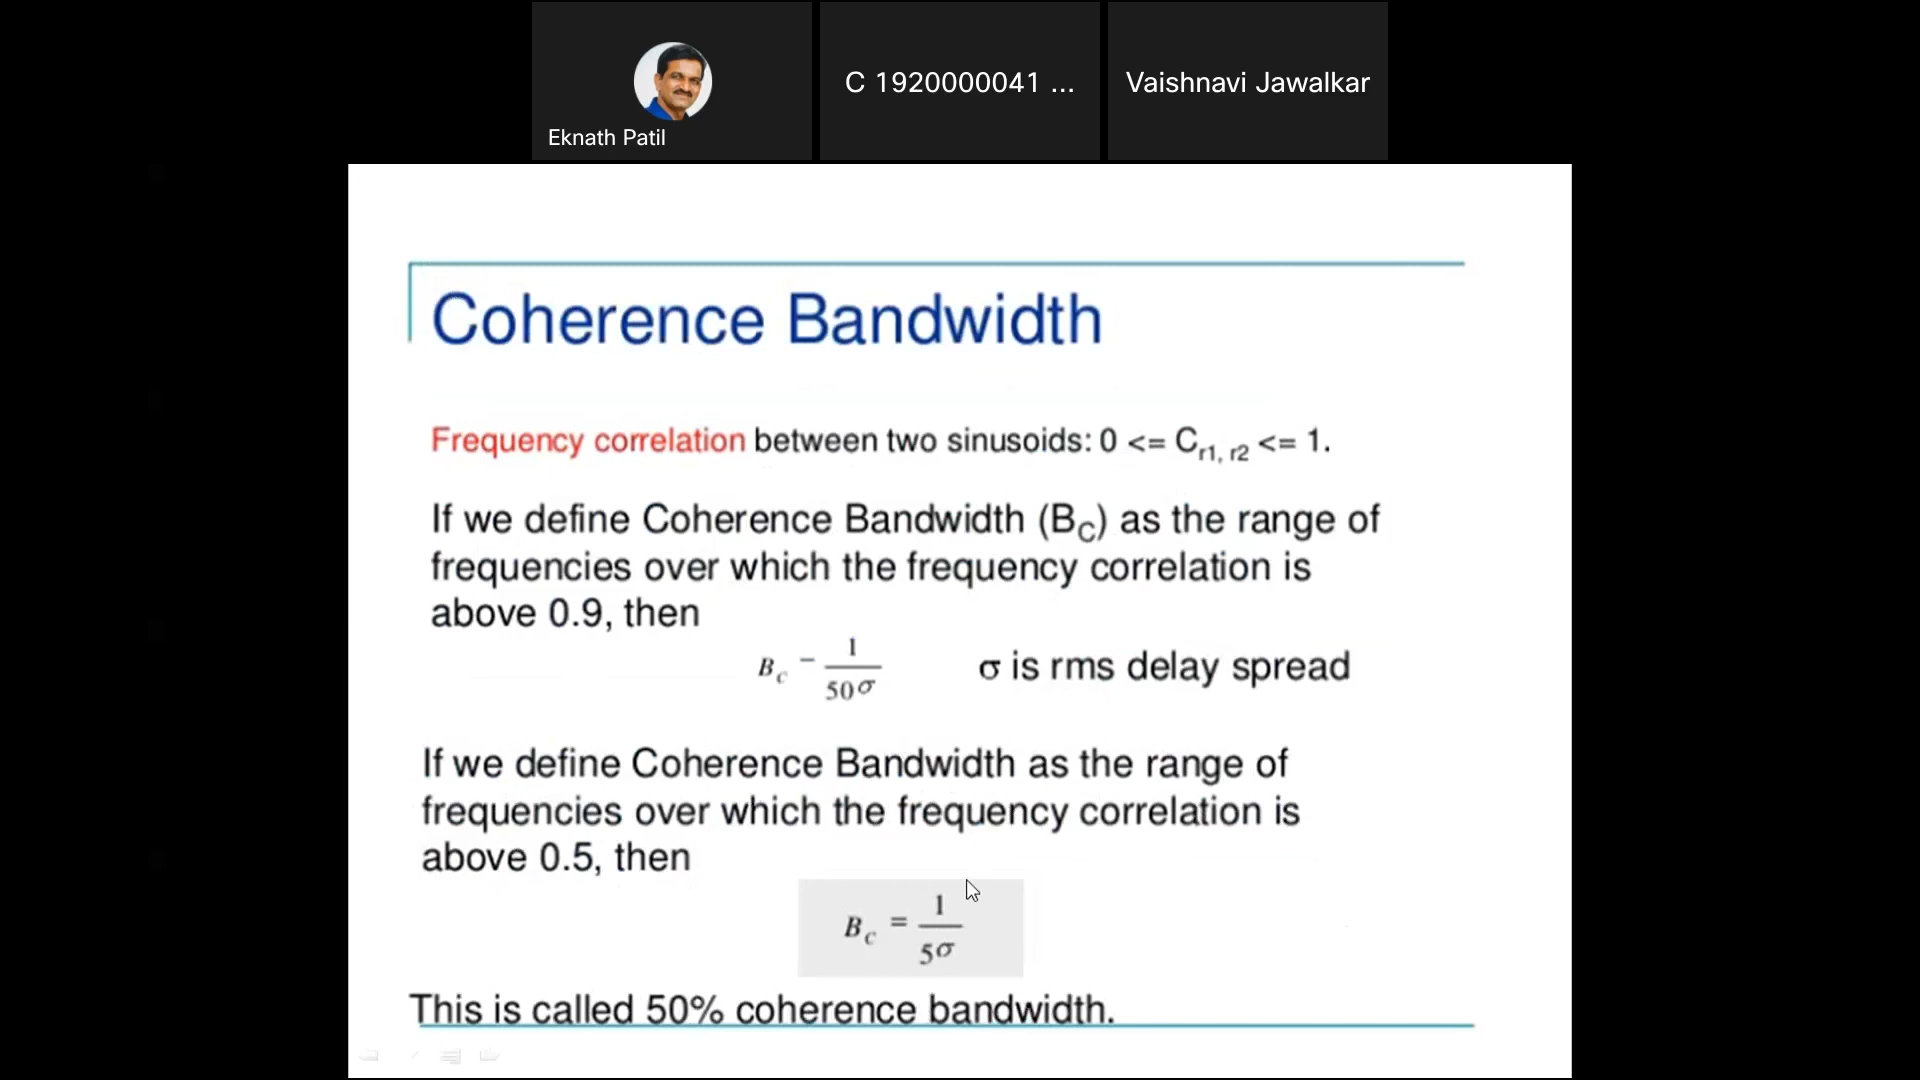 Eknath Patil
C 1920000041 ...
Vaishnavi Jawalkar
Coherence Bandwidth
Frequency correlation between two sinusoids: 0 <= Cr1, r2 <= 1.
If we define Coherence Bandwidth (BC) as the range of
frequencies over which the frequency correlation is
above 0.9, then
Bc − 1/50σ σ is rms delay spread
If we define Coherence Bandwidth as the range of
frequencies over which the frequency correlation is
above 0.5, then
Bc = 1/5σ
This is called 50% coherence bandwidth.